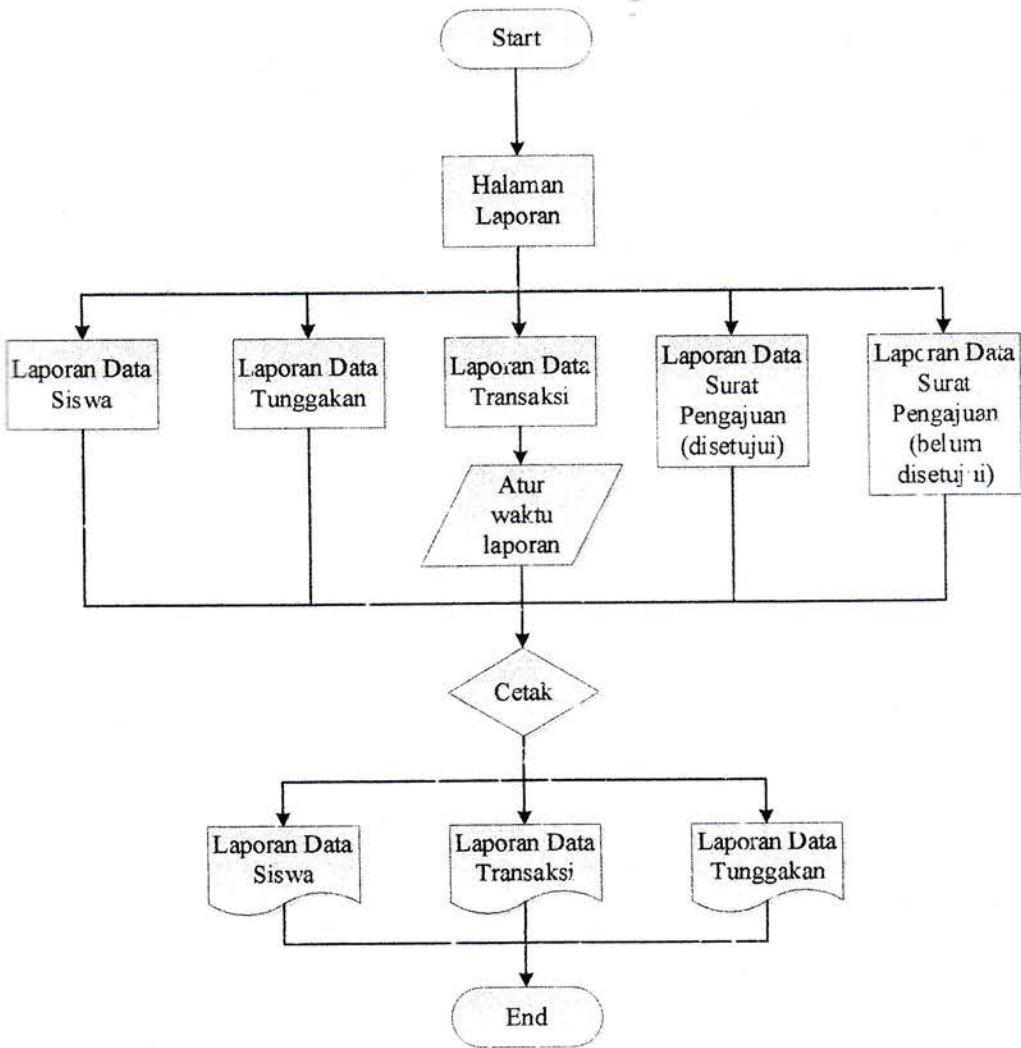 Start
Halaman
Laporan
Laporan Data
Siswa
Laporan Data
Tunggakan
Laporan Data
Transaksi
Laporan Data
Surat
Pengajuan
(disetujui)
Laporan Data
Surat
Pengajuan
(belum
disetujui)
Atur
waktu
laporan
Cetak
Laporan Data
Siswa
Laporan Data
Transaksi
Laporan Data
Tunggakan
End